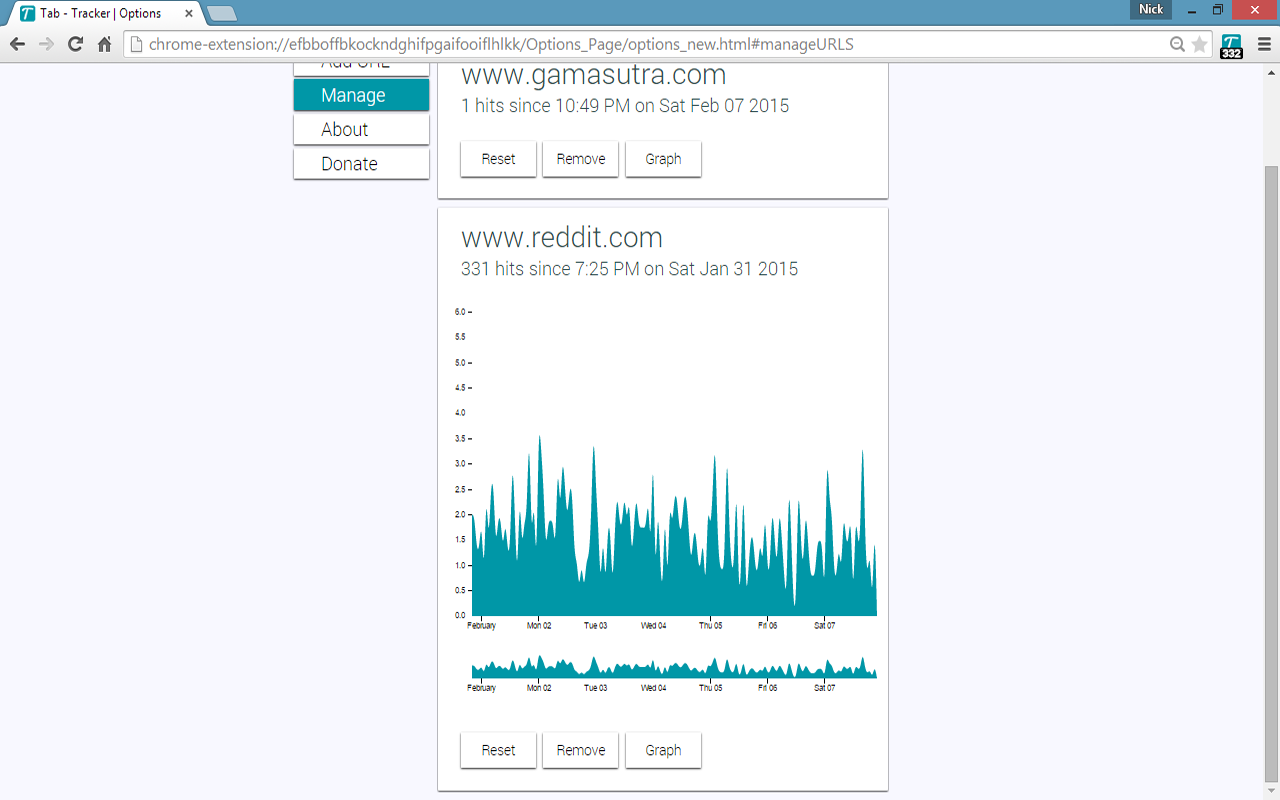 Tab - Tracker | Options
Nick
chrome-extension://efbboffbkockndghifpgaifooiflhlkk/Options_Page/options_new.html#manageURLS
332
Add URL
Manage
About
Donate
www.gamasutra.com
1 hits since 10:49 PM on Sat Feb 07 2015
Reset Remove Graph
www.reddit.com
331 hits since 7:25 PM on Sat Jan 31 2015
6.0
5.5
5.0
4.5
4.0
3.5
3.0
2.5
2.0
1.5
1.0
0.5
0.0
February Mon 02 Tue 03 Wed 04 Thu 05 Fri 06 Sat 07
February Mon 02 Tue 03 Wed 04 Thu 05 Fri 06 Sat 07
Reset Remove Graph